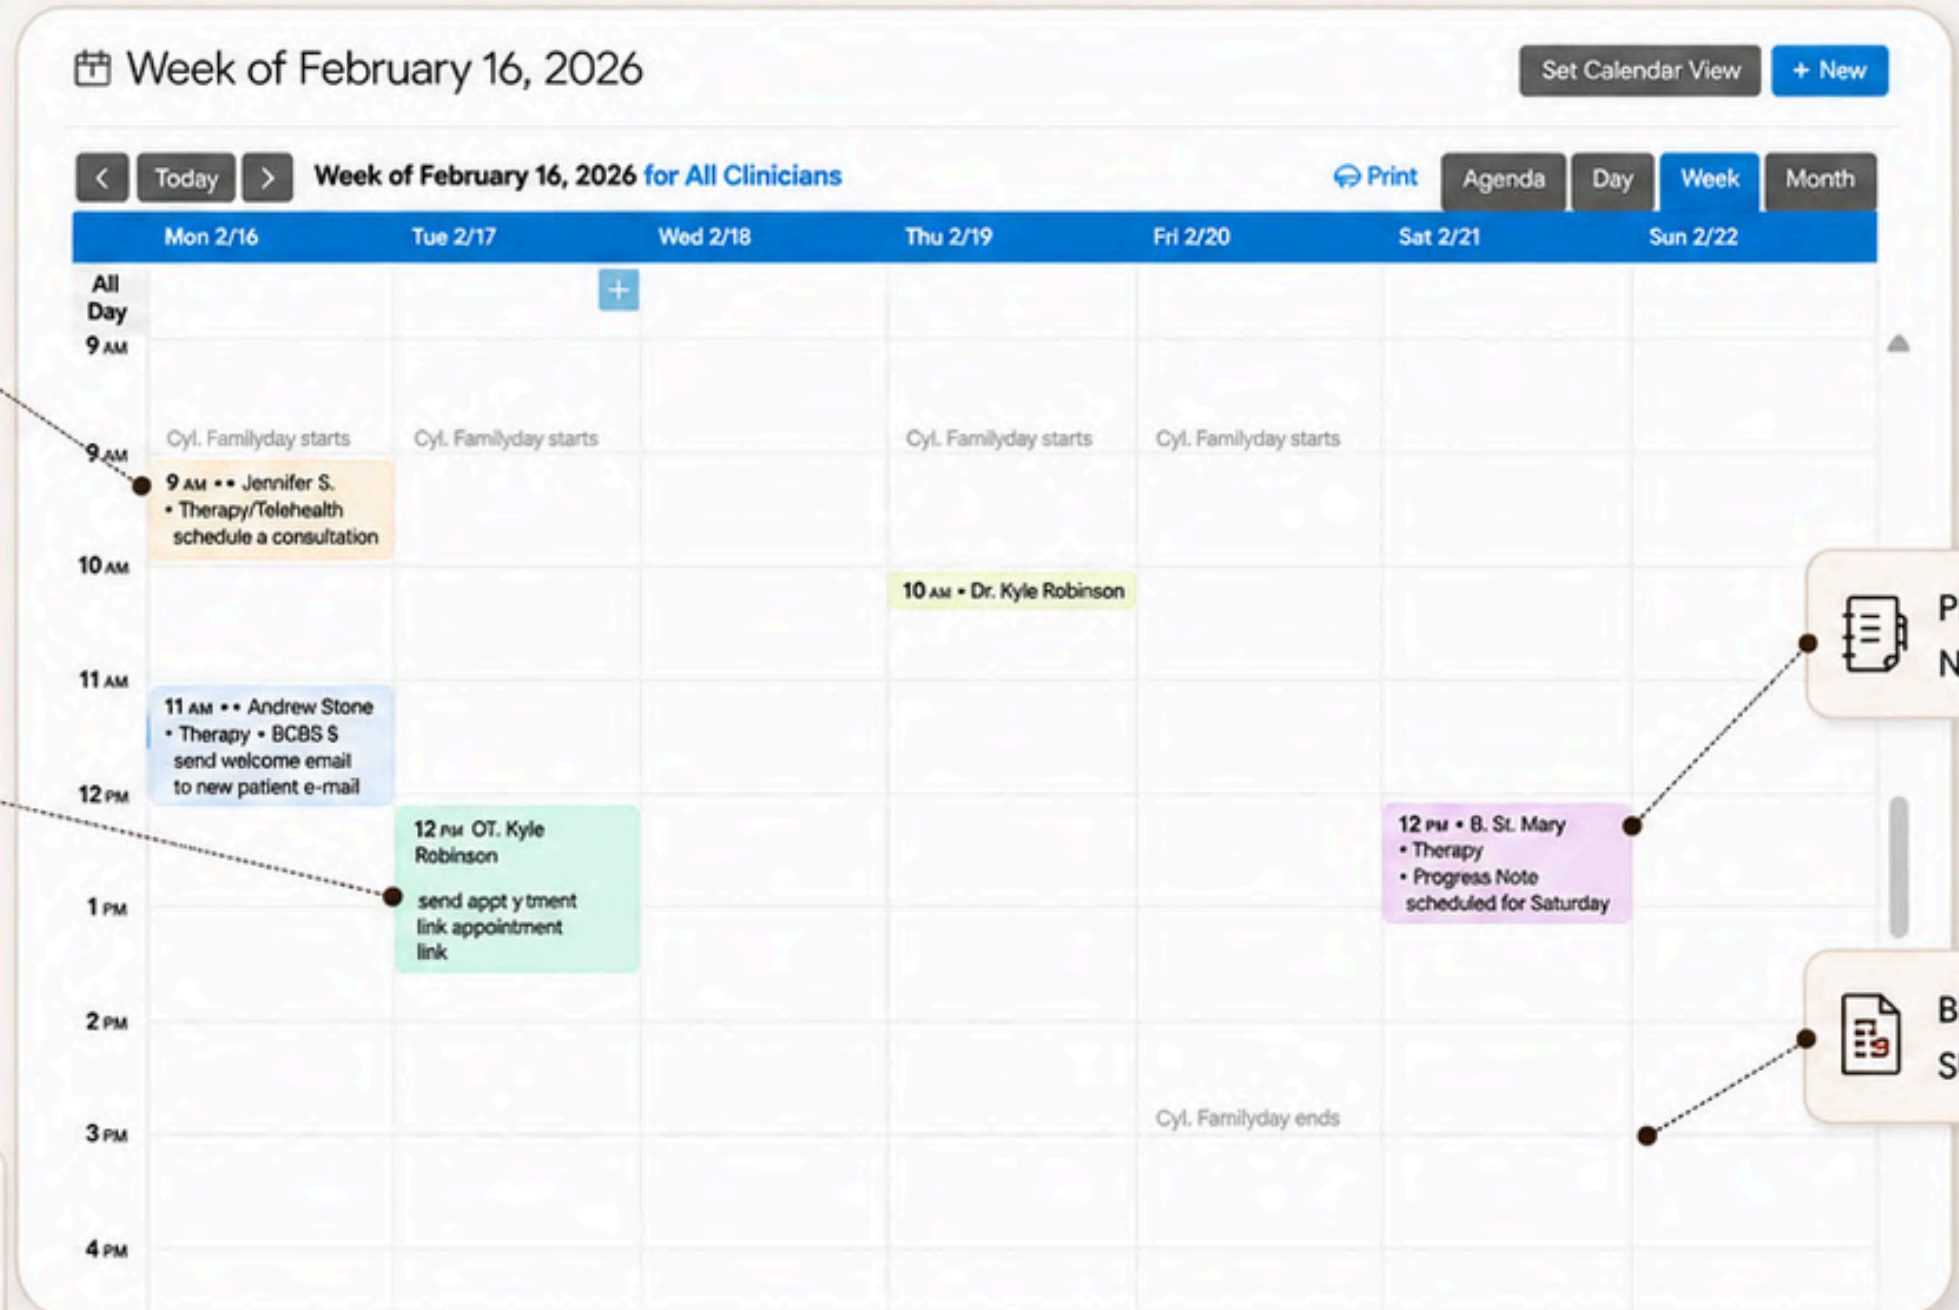 Week of February 16, 2026
Set Calendar View
+ New
Today
Week of February 16, 2026 for All Clinicians
Print
Agenda
Day
Week
Month
Mon 2/16
Tue 2/17
Wed 2/18
Thu 2/19
Fri 2/20
Sat 2/21
Sun 2/22
All
Day
+
9 AM
Cyl. Familyday starts
Cyl. Familyday starts
Cyl. Familyday starts
Cyl. Familyday starts
9 AM
9 AM •• Jennifer S.
• Therapy/Telehealth
schedule a consultation
10 AM
10 AM • Dr. Kyle Robinson
11 AM
11 AM •• Andrew Stone
• Therapy • BCBS $
send welcome email
to new patient e-mail
12 PM
12 PM OT. Kyle
Robinson
send appt y tment
link appointment
link
12 PM • B. St. Mary
• Therapy
• Progress Note
scheduled for Saturday
1 PM
2 PM
Cyl. Familyday ends
3 PM
4 PM
P
N
B
S